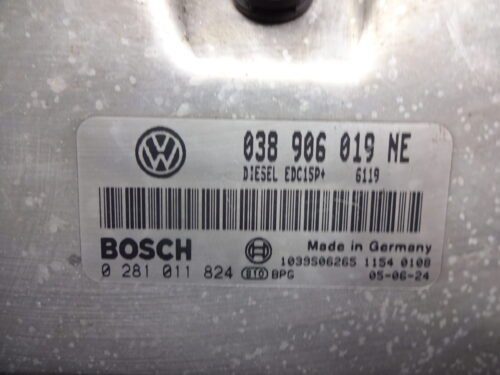 038 906 019 NE
DIESEL EDC15P+ 6119
BOSCH
Made in Germany
1039S06265 1154 0108
0 281 011 824 BPG 05-06-24